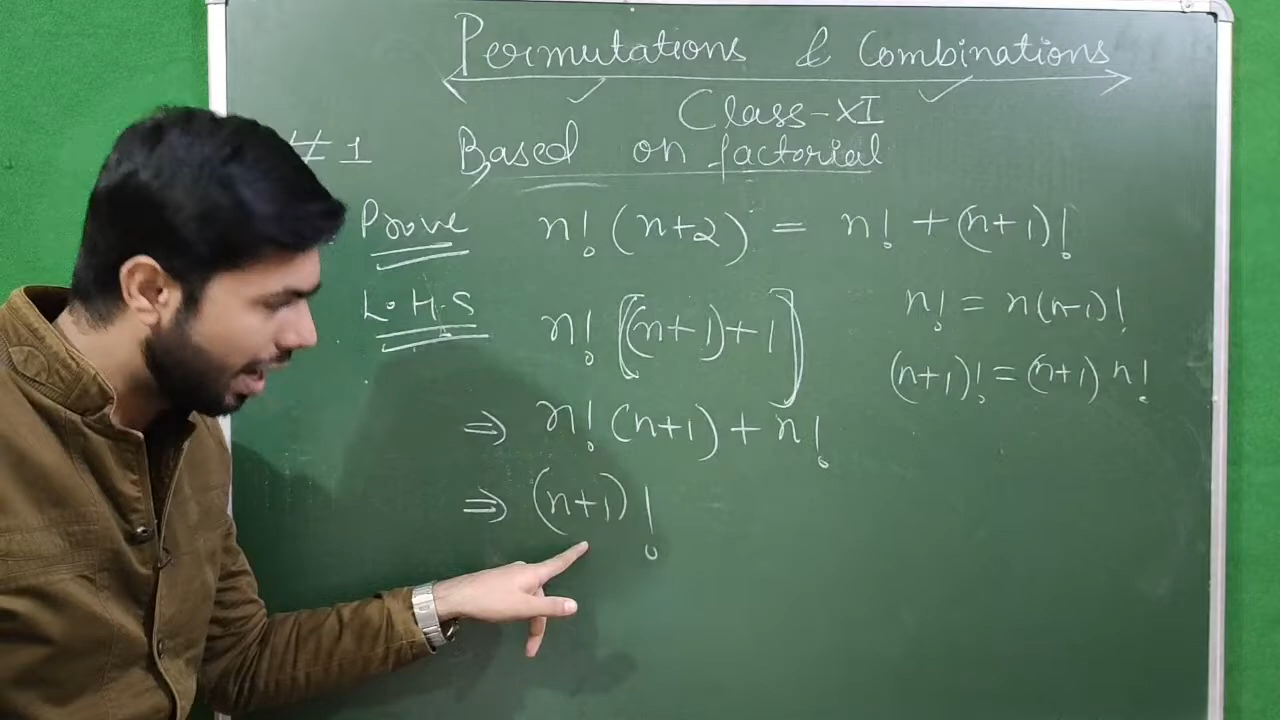 Permutations & Combinations
Class-XI
#1 Based on factorial
Prove n!(n+2) = n! + (n+1)!
L.H.S n![(n+1)+1]
n! = n(n-1)!
(n+1)! = (n+1) n!
⇒ n!(n+1) + n!
⇒ (n+1)!